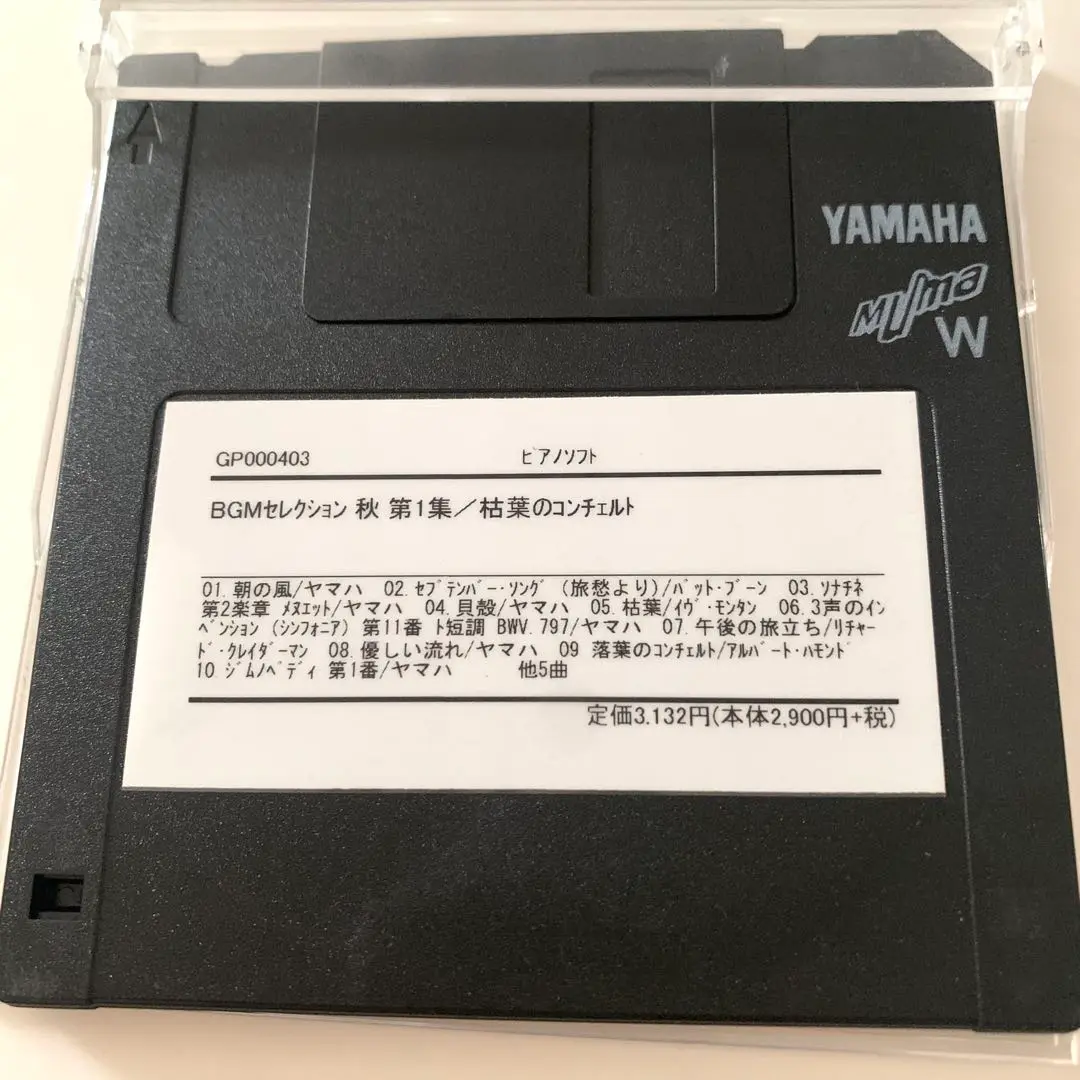 YAMAHA
MUma
W
GP000403 ピアノソフト
BGMセレクション 秋 第1集／枯葉のコンチェルト
01.朝の風/ヤマハ 02.セプテンバー・ソング (旅愁より)/パット・ブーン 03.ソナチネ
第2楽章 メヌエット/ヤマハ 04.貝殻/ヤマハ 05.枯葉/イヴ・モンタン 06.3声のイン
ベンション (シンフォニア) 第11番 ト短調 BWV.797/ヤマハ 07.午後の旅立ち/リチャー
ド・クレイダーマン 08.優しい流れ/ヤマハ 09 落葉のコンチェルト/アルバート・ハモンド
10.ジムノペディ 第1番/ヤマハ 他5曲
定価3.132円(本体2,900円+税)